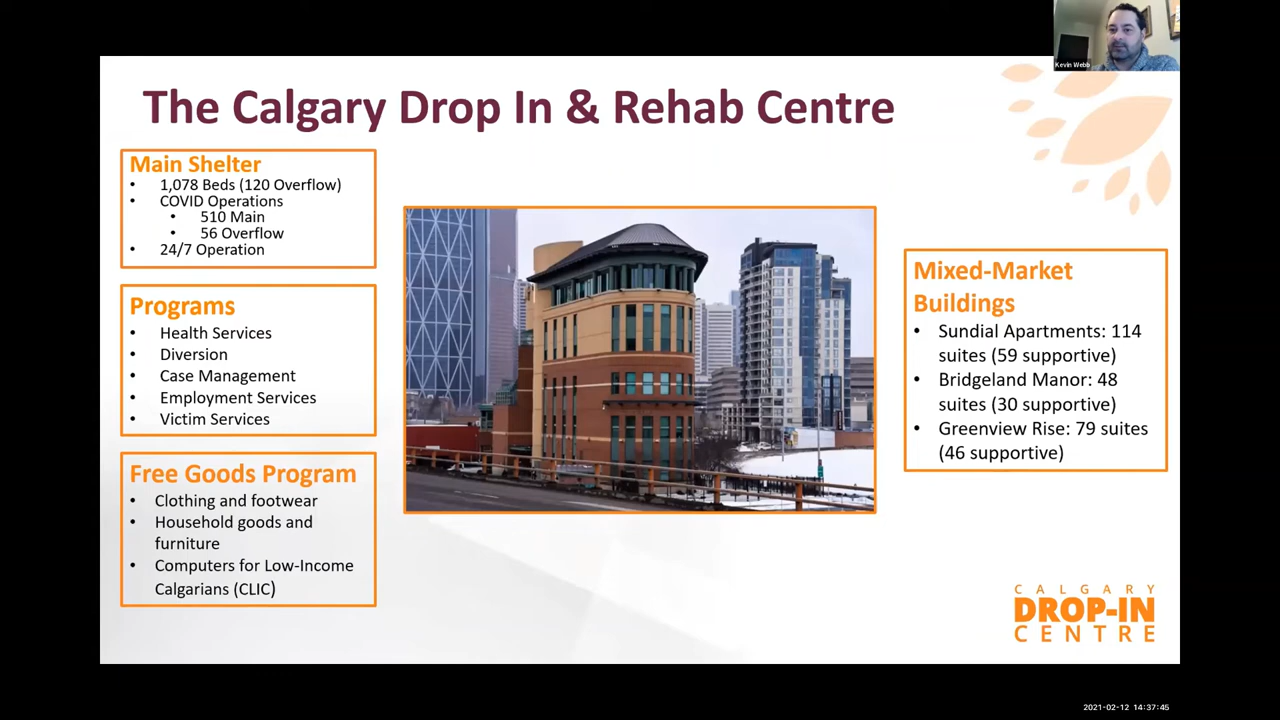 Kevin Webb
The Calgary Drop In & Rehab Centre
Main Shelter
• 1,078 Beds (120 Overflow)
• COVID Operations
• 510 Main
• 56 Overflow
• 24/7 Operation
Programs
• Health Services
• Diversion
• Case Management
• Employment Services
• Victim Services
Free Goods Program
• Clothing and footwear
• Household goods and
furniture
• Computers for Low-Income
Calgarians (CLIC)
Mixed-Market
Buildings
• Sundial Apartments: 114
suites (59 supportive)
• Bridgeland Manor: 48
suites (30 supportive)
• Greenview Rise: 79 suites
(46 supportive)
CALGARY
DROP-IN
CENTRE
2021-02-12 14:37:45